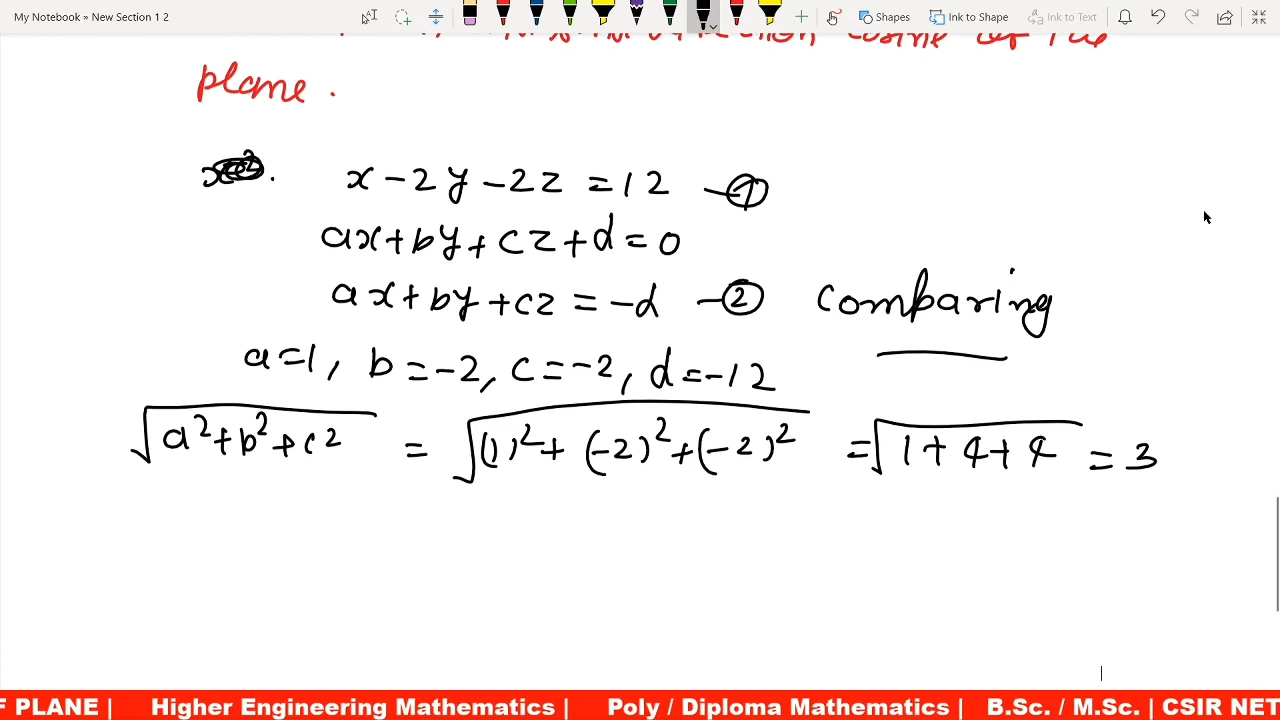 My Notebook » New Section 1 2
Shapes Ink to Shape Ink to Text
plane.
x - 2y - 2z = 12 — ①
ax + by + cz + d = 0
ax + by + cz = -d — ② comparing
a = 1, b = -2, c = -2, d = -12
√(a² + b² + c²) = √((1)² + (-2)² + (-2)²) = √(1 + 4 + 4) = 3
F PLANE | Higher Engineering Mathematics | Poly / Diploma Mathematics | B.Sc. / M.Sc. | CSIR NET